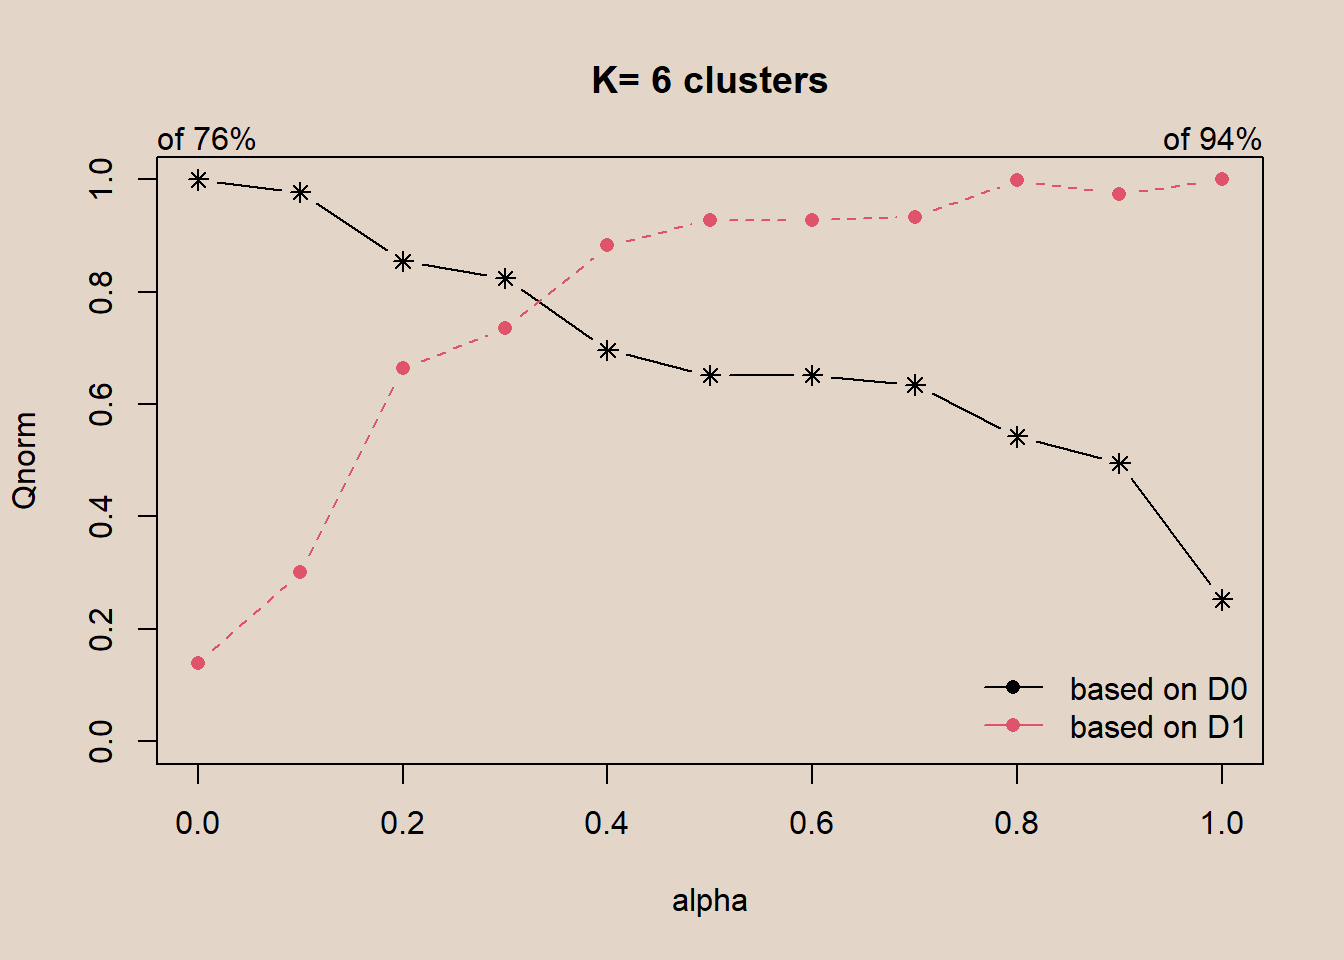 K= 6 clusters
of 76%
of 94%
Qnorm
1.0
0.8
0.6
0.4
0.2
0.0
based on D0
based on D1
0.0 0.2 0.4 0.6 0.8 1.0
alpha